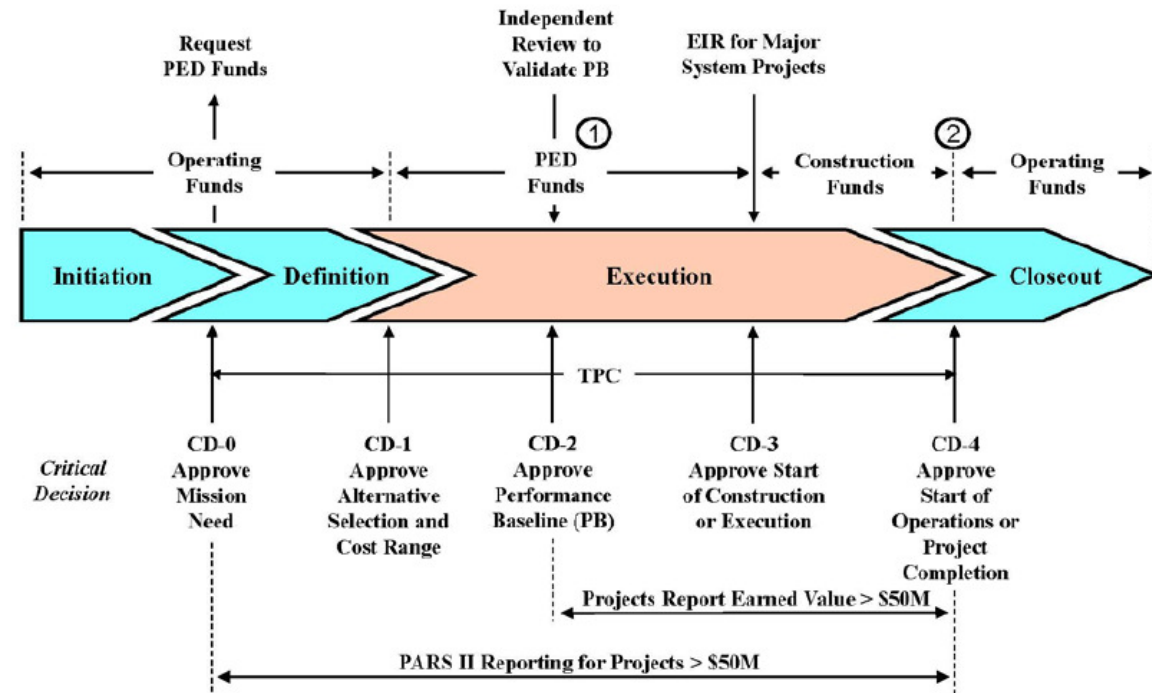 Request
PED Funds
Independent
Review to
Validate PB
EIR for Major
System Projects
1
2
Operating
Funds
PED
Funds
Construction
Funds
Operating
Funds
Initiation
Definition
Execution
Closeout
TPC
Critical
Decision
CD-0
Approve
Mission
Need
CD-1
Approve
Alternative
Selection and
Cost Range
CD-2
Approve
Performance
Baseline (PB)
CD-3
Approve Start
of Construction
or Execution
CD-4
Approve
Start of
Operations or
Project
Completion
Projects Report Earned Value > $50M
PARS II Reporting for Projects > $50M